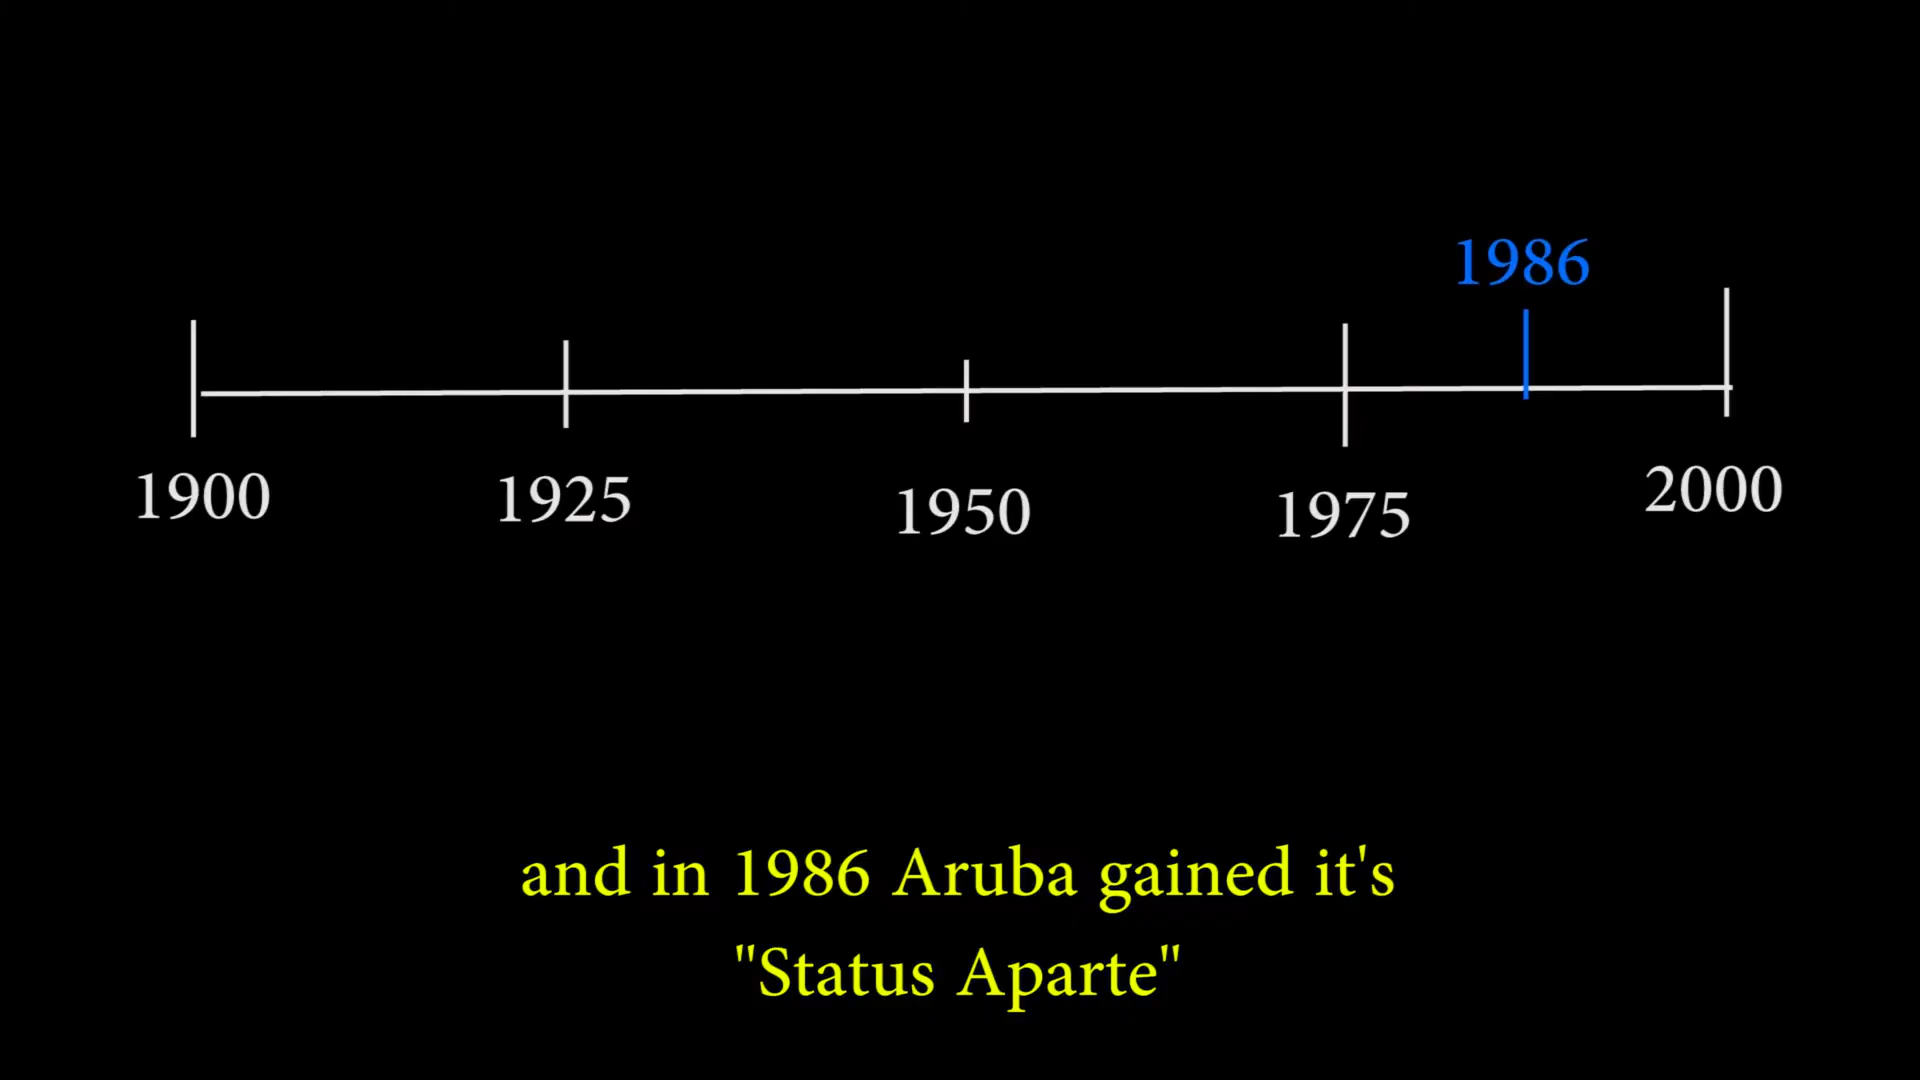 1986
1900 1925 1950 1975 2000
and in 1986 Aruba gained it's
"Status Aparte"